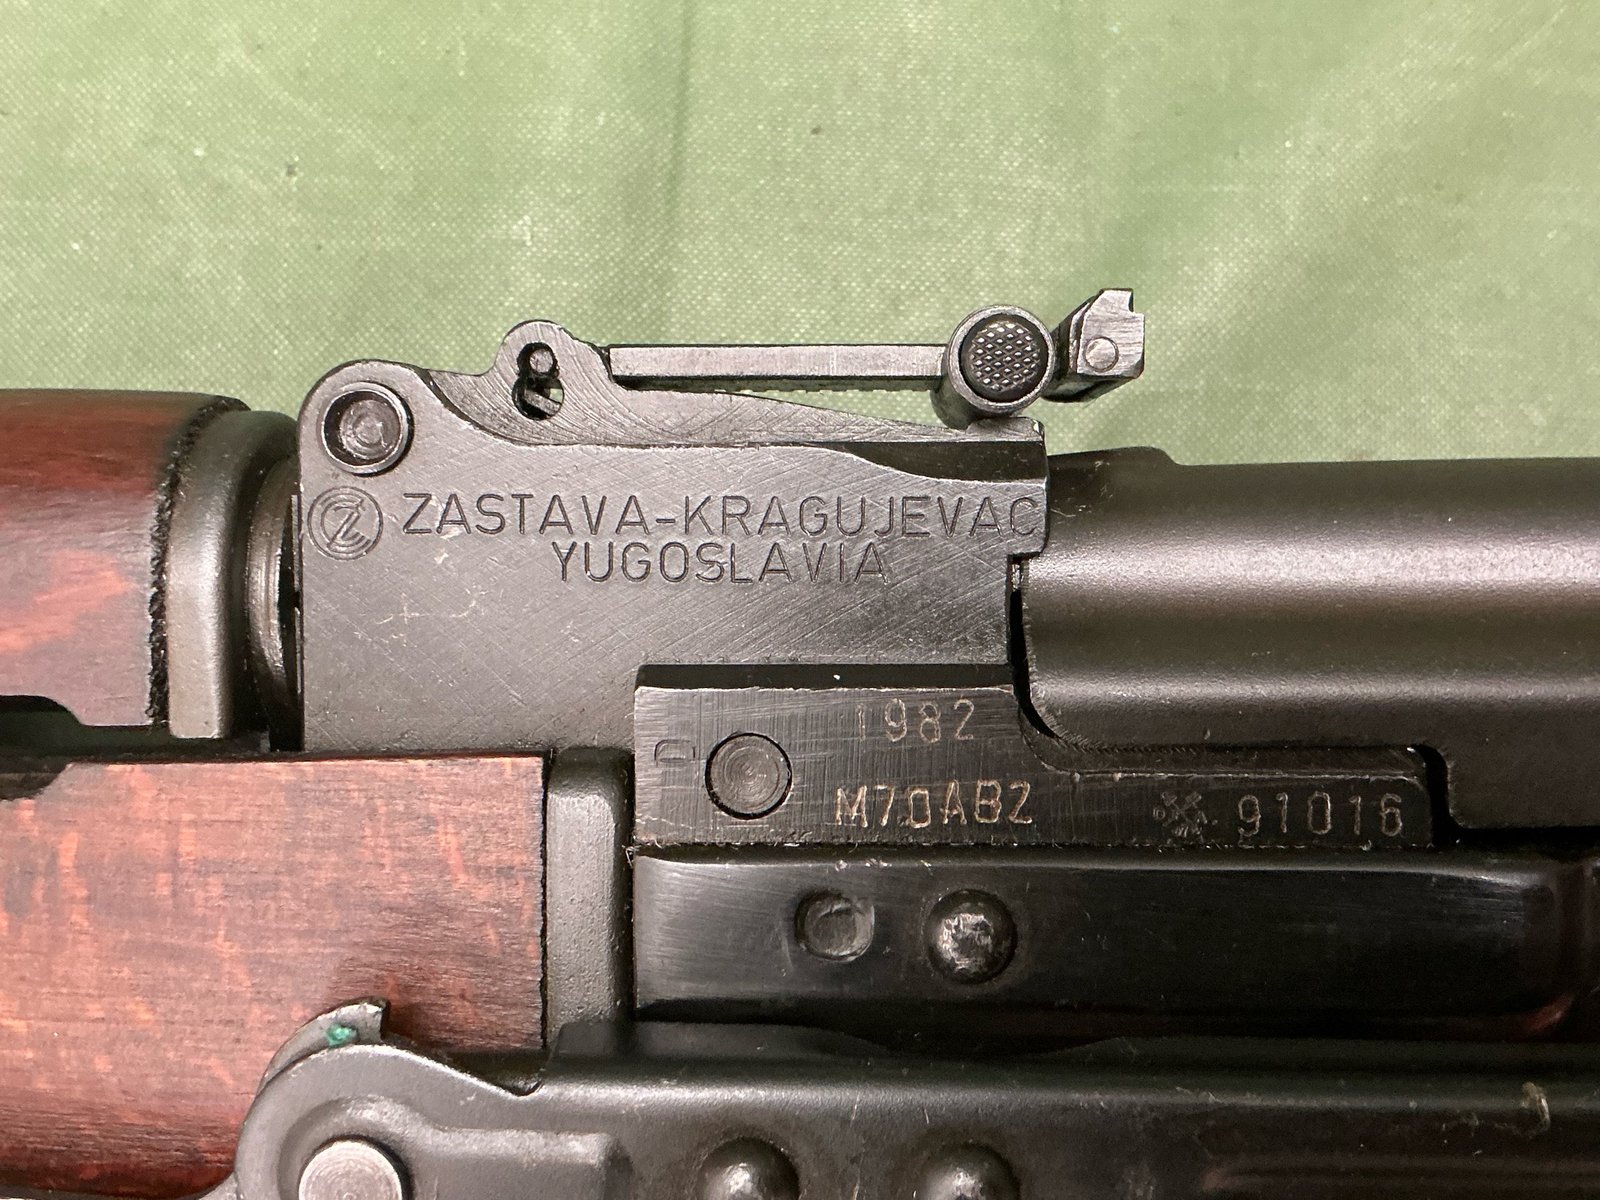 ZASTAVA-KRAGUJEVAC
YUGOSLAVIA
1982
M70AB2
91016